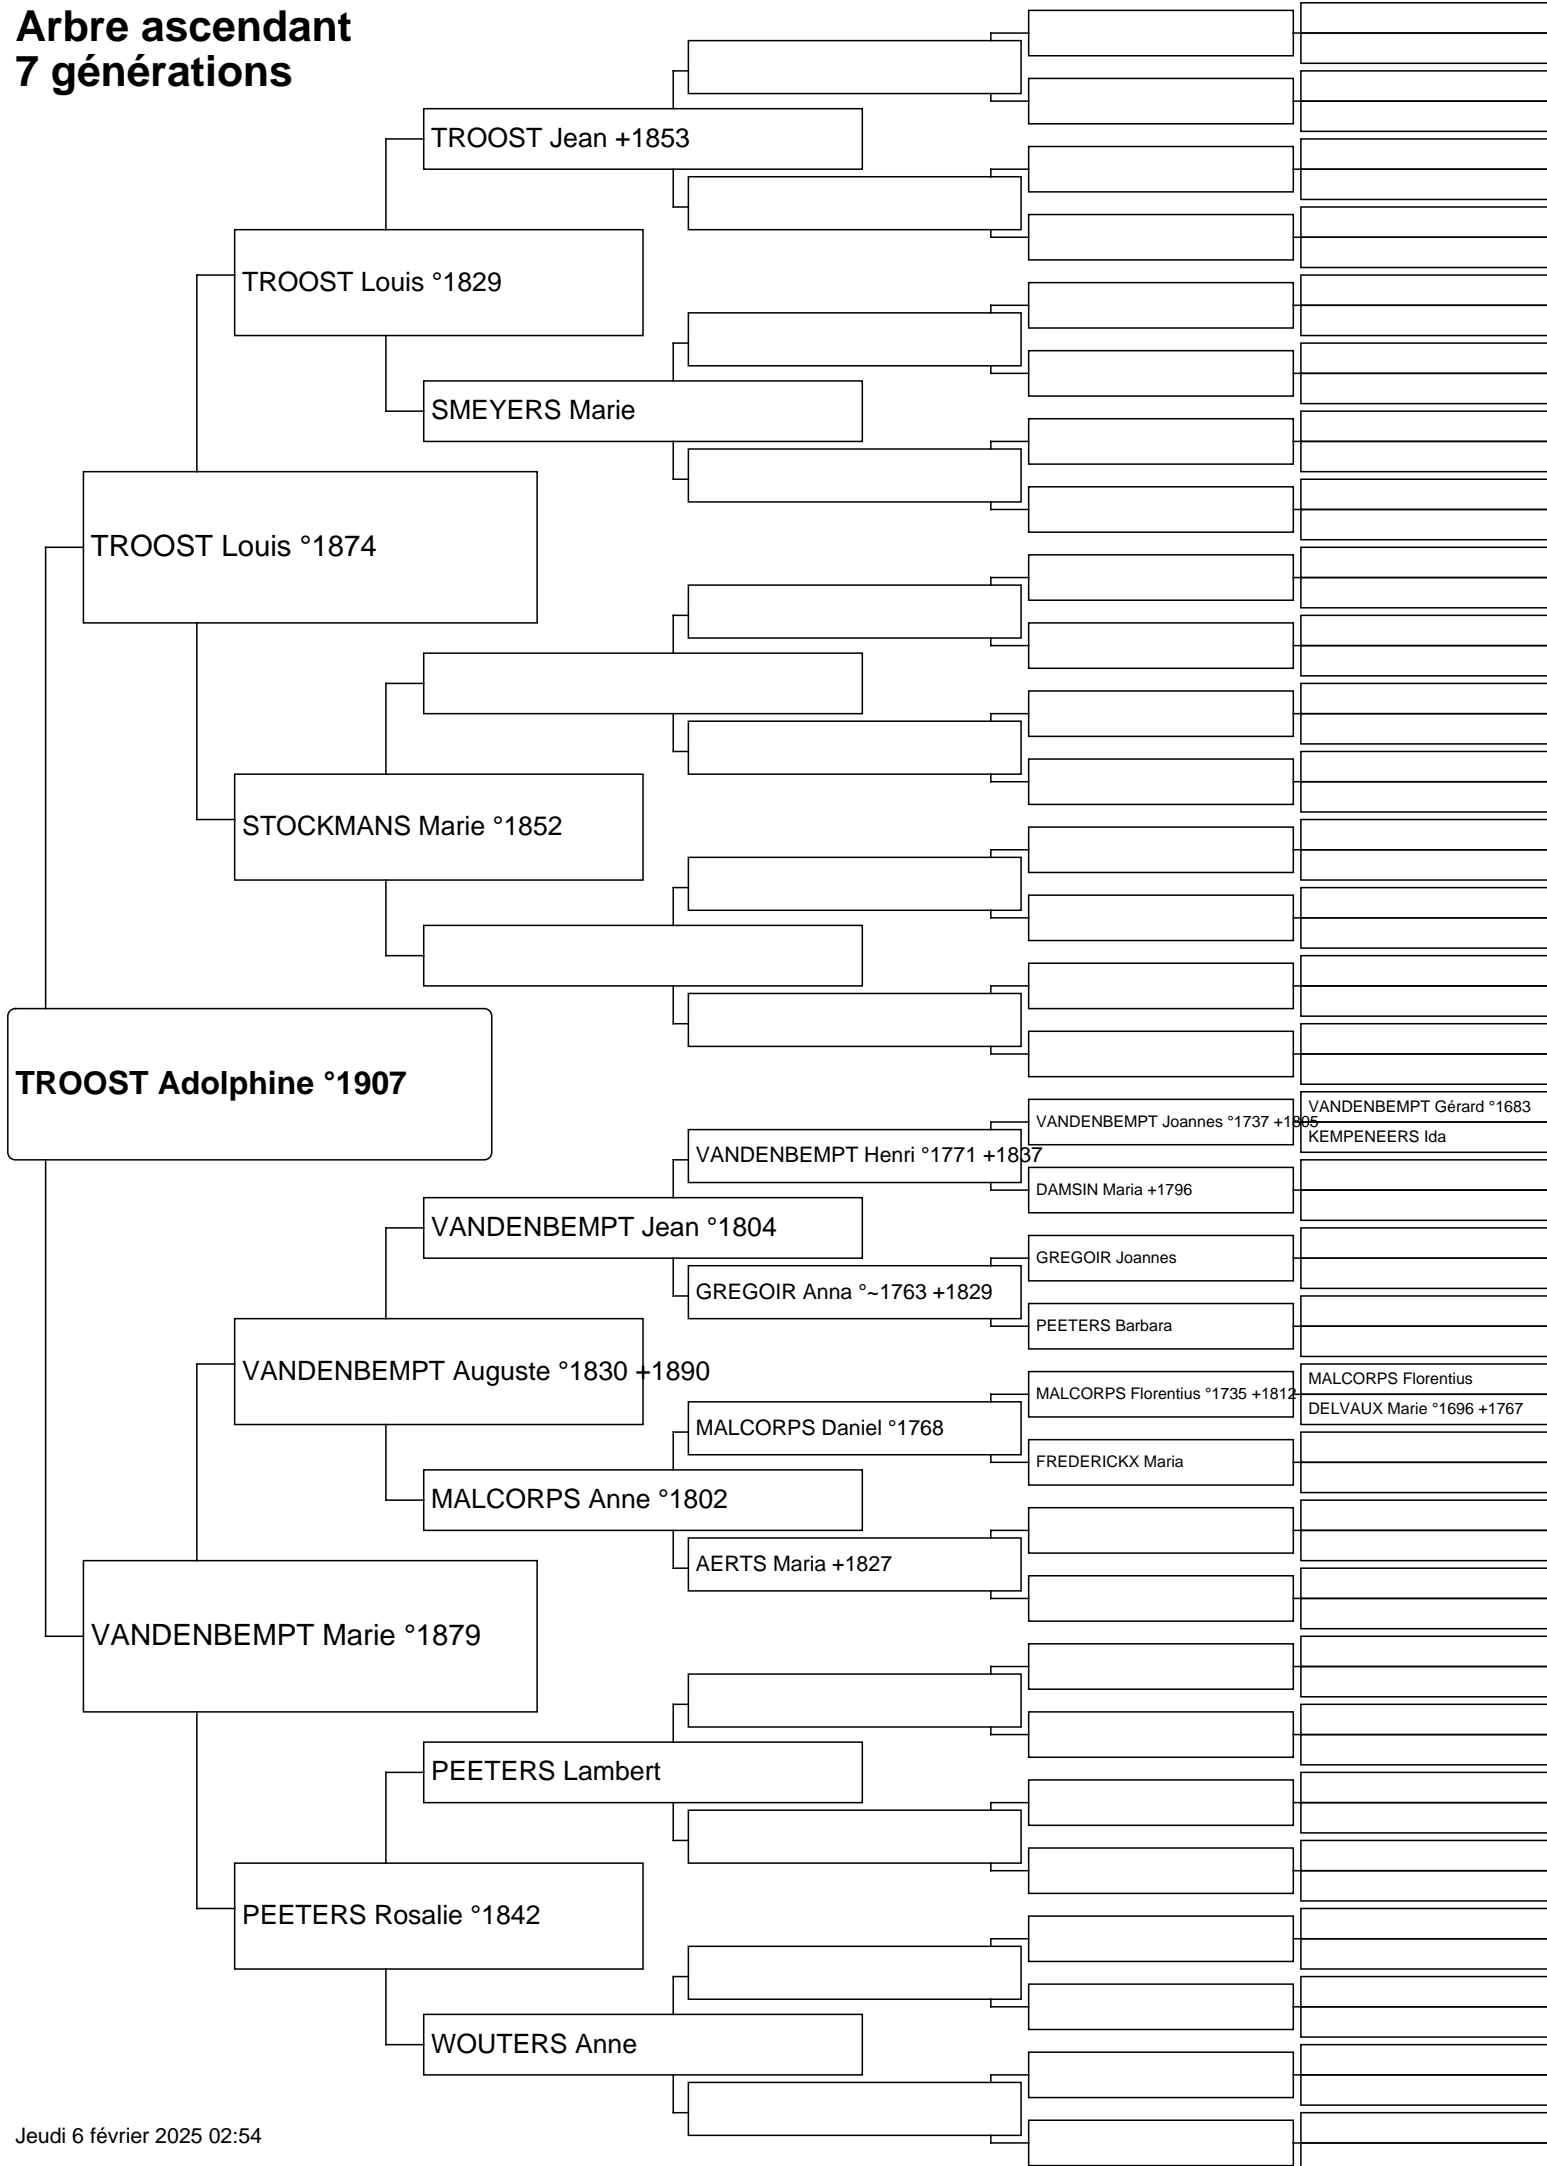 Arbre ascendant
7 générations
TROOST Jean +1853
TROOST Louis °1829
SMEYERS Marie
TROOST Louis °1874
STOCKMANS Marie °1852
TROOST Adolphine °1907
VANDENBEMPT Gérard °1683
VANDENBEMPT Joannes °1737 +1805
KEMPENEERS Ida
VANDENBEMPT Henri °1771 +1837
DAMSIN Maria +1796
VANDENBEMPT Jean °1804
GREGOIR Joannes
GREGOIR Anna °~1763 +1829
PEETERS Barbara
VANDENBEMPT Auguste °1830 +1890
MALCORPS Florentius
MALCORPS Florentius °1735 +1812
DELVAUX Marie °1696 +1767
MALCORPS Daniel °1768
FREDERICKX Maria
MALCORPS Anne °1802
AERTS Maria +1827
VANDENBEMPT Marie °1879
PEETERS Lambert
PEETERS Rosalie °1842
WOUTERS Anne
Jeudi 6 février 2025 02:54